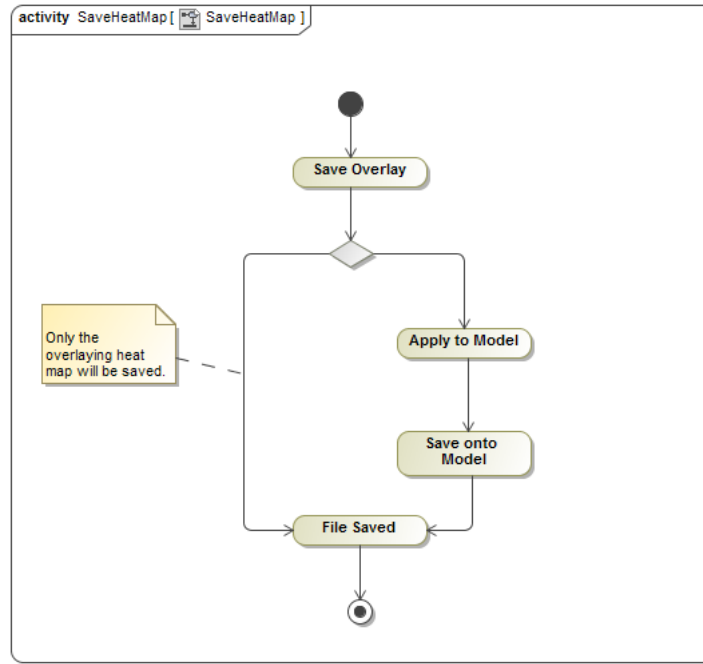 activity SaveHeatMap [ SaveHeatMap ]
Save Overlay
Only the
overlaying heat
map will be saved.
Apply to Model
Save onto
Model
File Saved